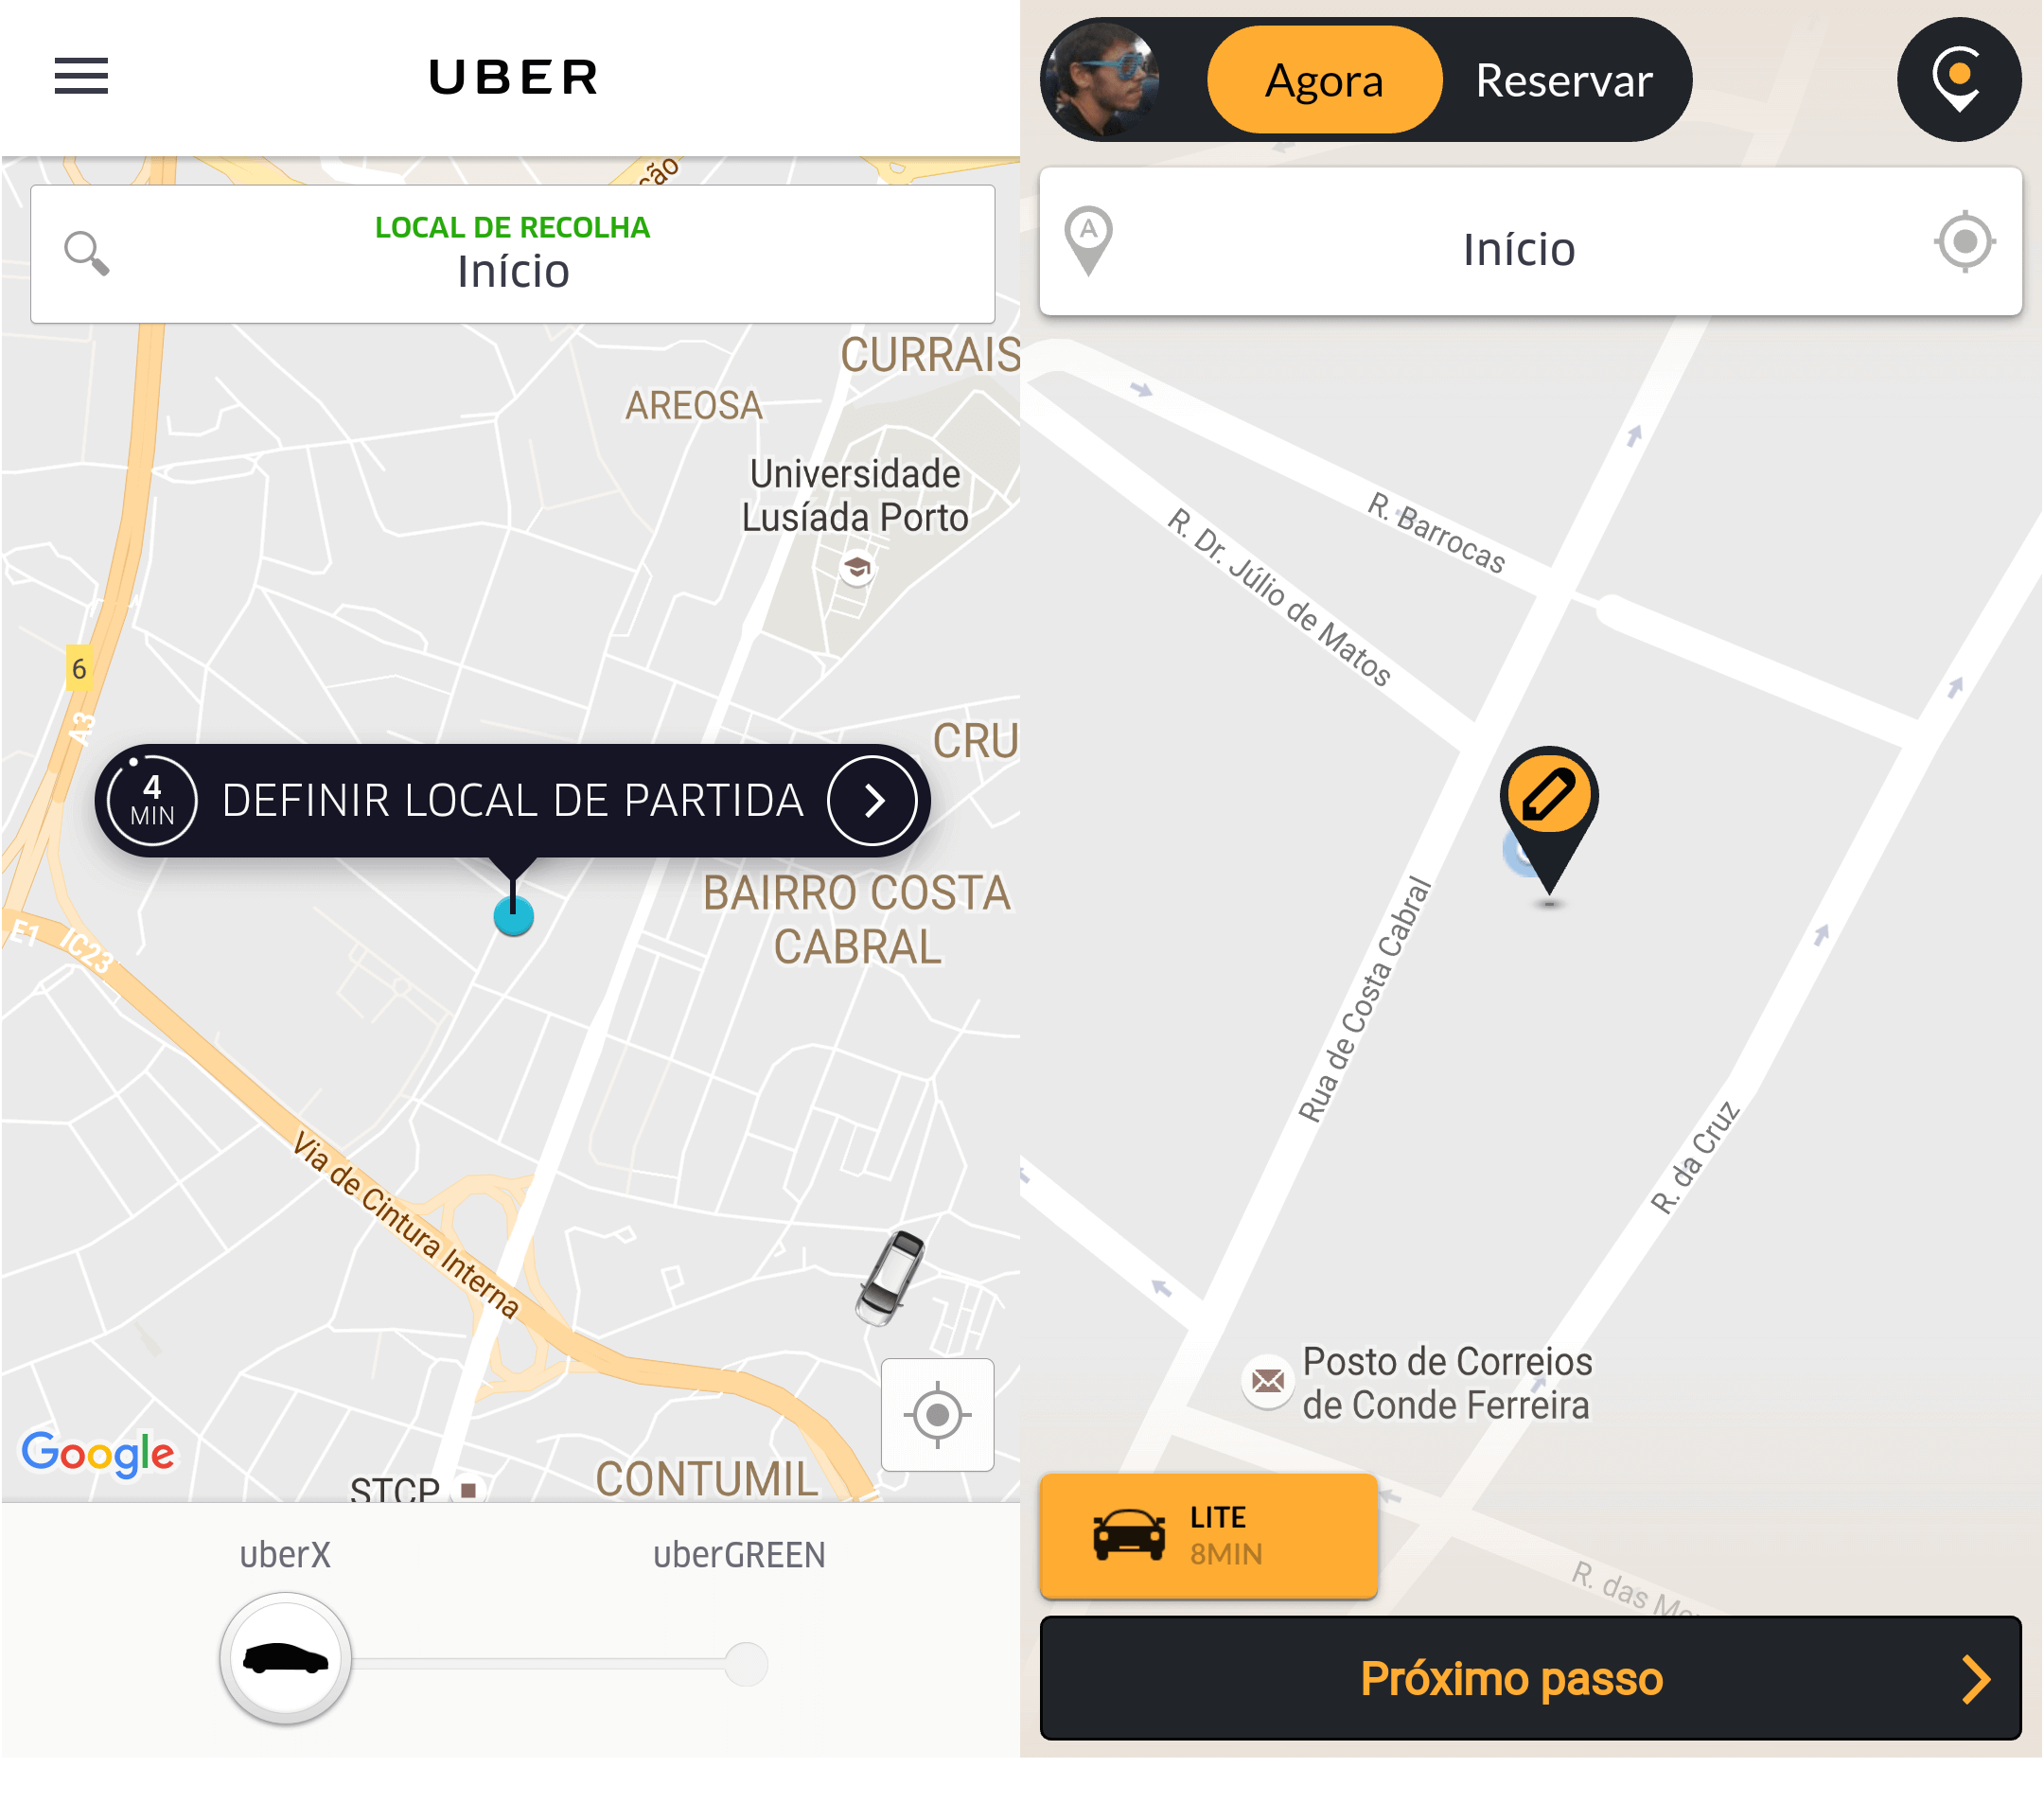 UBER
LOCAL DE RECOLHA
Início
ção
CURRAIS
AREOSA
Universidade
Lusíada Porto
6
A3
CRU
4
MIN
DEFINIR LOCAL DE PARTIDA
BAIRRO COSTA
CABRAL
E1
IC23
Via de Cintura Interna
Google
STCP
CONTUMIL
uberX
uberGREEN
Agora
Reservar
A
Início
R. Barrocas
R. Dr. Júlio de Matos
Rua de Costa Cabral
R. da Cruz
Posto de Correios
de Conde Ferreira
LITE
8MIN
R. das
Próximo passo